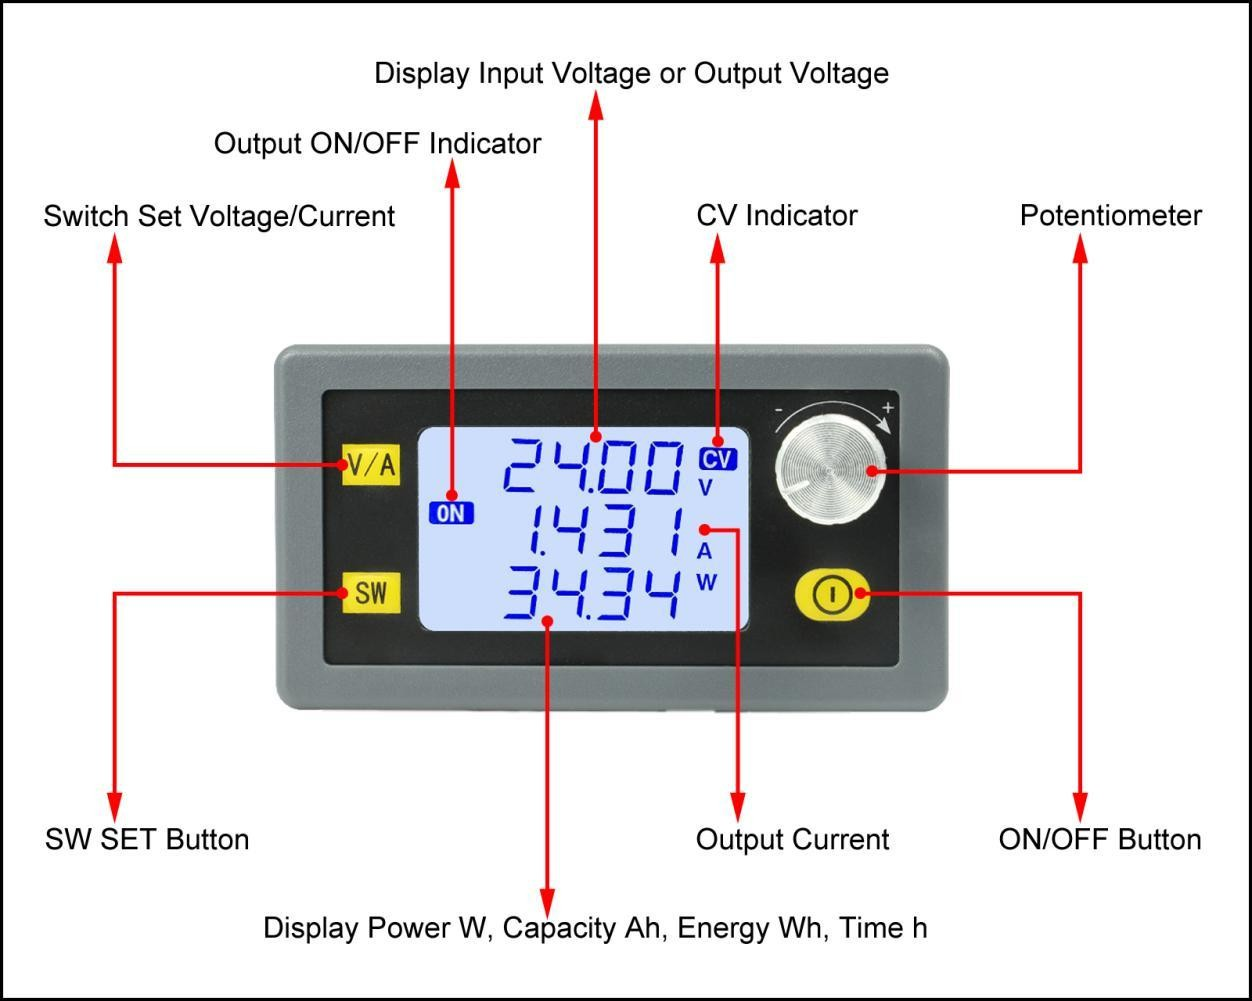 Display Input Voltage or Output Voltage
Output ON/OFF Indicator
Switch Set Voltage/Current
CV Indicator
Potentiometer
- +
V/A
24.00
CV
V
ON
1.431
A
SW
34.34
W
SW SET Button
Output Current
ON/OFF Button
Display Power W, Capacity Ah, Energy Wh, Time h